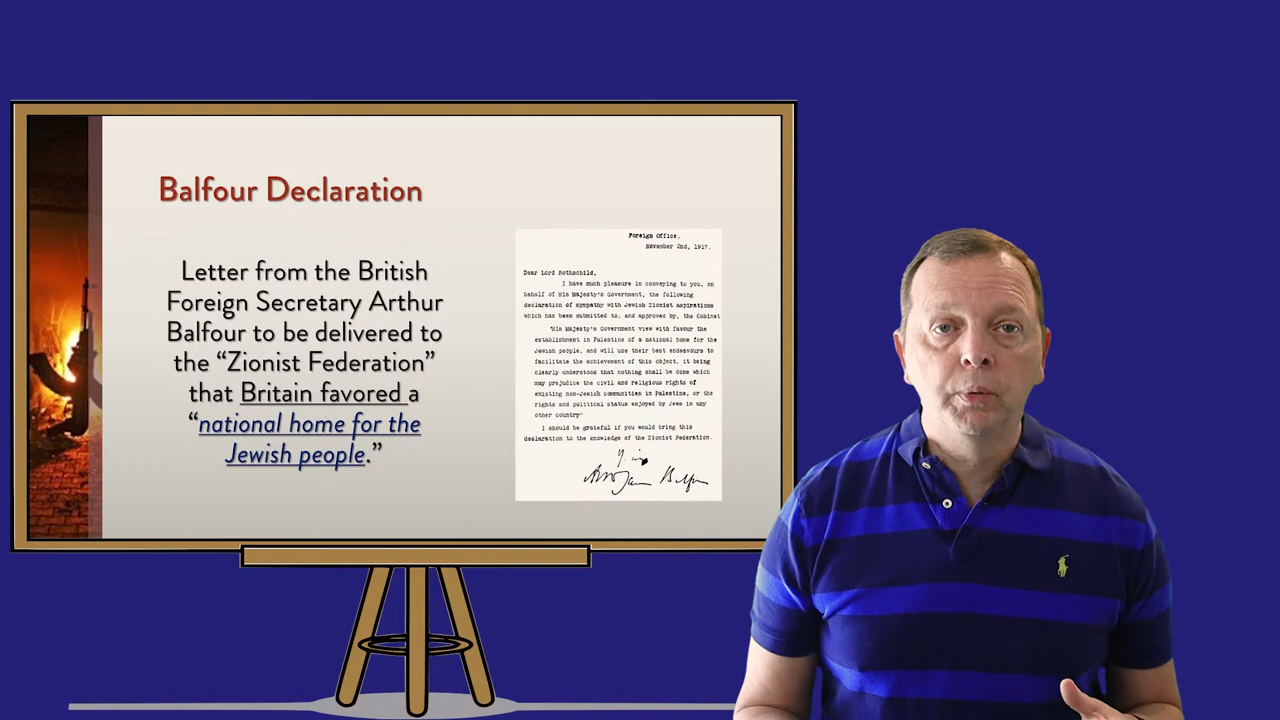 Balfour Declaration
Letter from the British
Foreign Secretary Arthur
Balfour to be delivered to
the “Zionist Federation”
that Britain favored a
“national home for the
Jewish people.”
Foreign Office,
November 2nd, 1917.
Dear Lord Rothschild,
I have much pleasure in conveying to you, on
behalf of His Majesty's Government, the following
declaration of sympathy with Jewish Zionist aspirations
which has been submitted to, and approved by, the Cabinet
"His Majesty's Government view with favour the
establishment in Palestine of a national home for the
Jewish people, and will use their best endeavours to
facilitate the achievement of this object, it being
clearly understood that nothing shall be done which
may prejudice the civil and religious rights of
existing non-Jewish communities in Palestine, or the
rights and political status enjoyed by Jews in any
other country"
I should be grateful if you would bring this
declaration to the knowledge of the Zionist Federation.